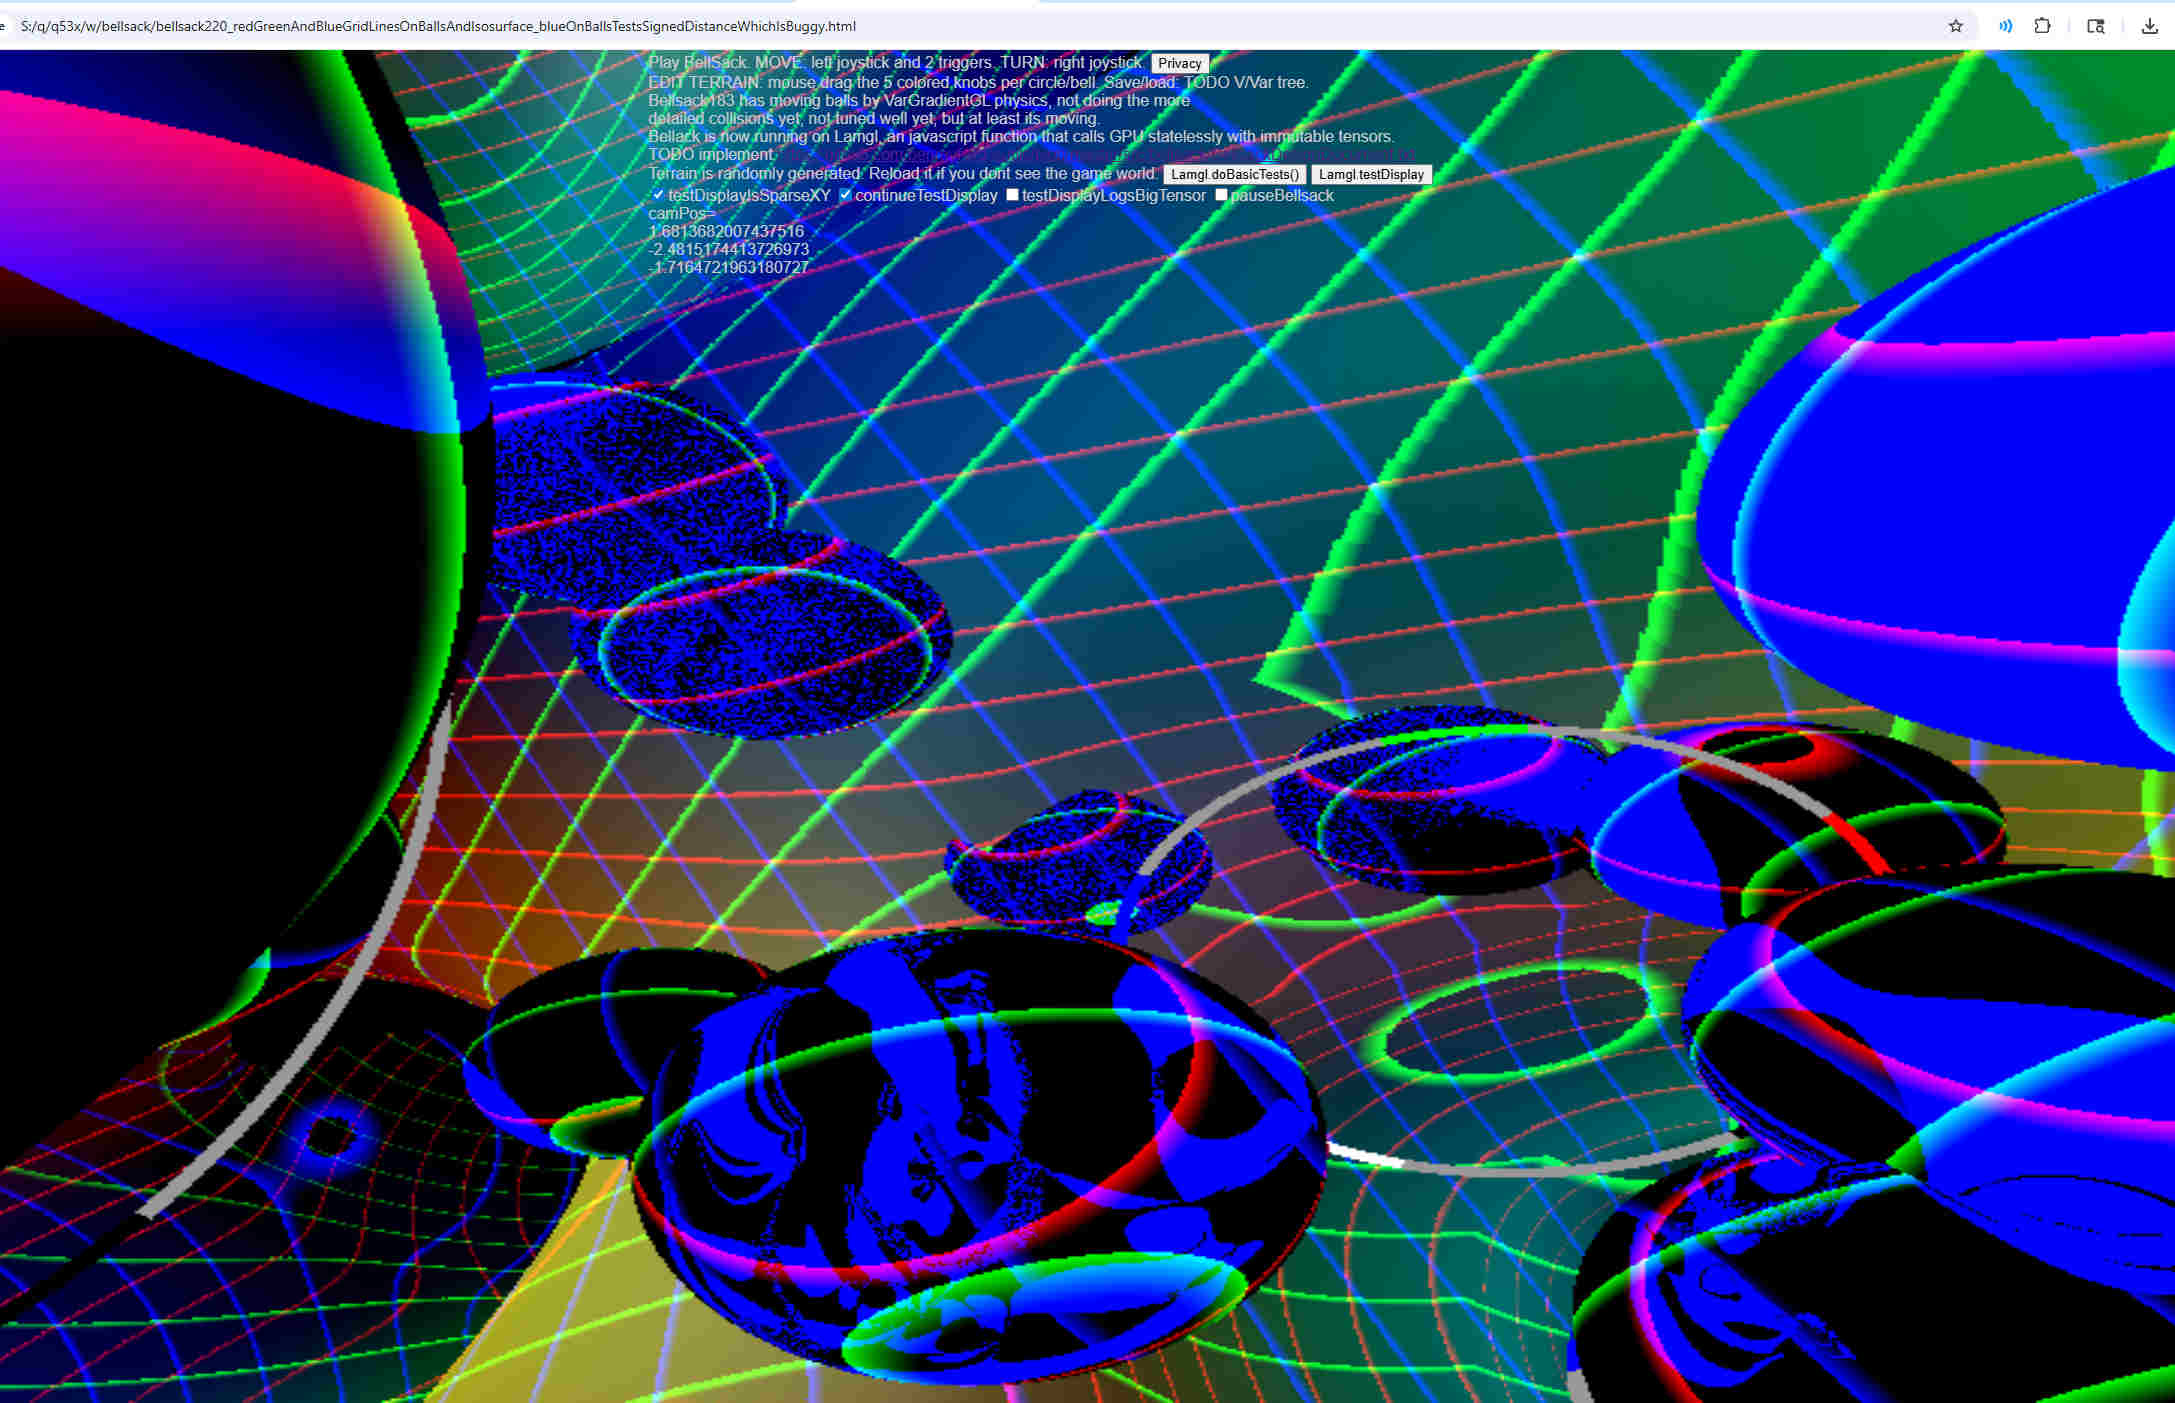 S:/q/q53x/w/bellsack/bellsack220_redGreenAndBlueGridLinesOnBallsAndIsosurface_blueOnBallsTestsSignedDistanceWhichIsBuggy.html
Play BellSack. MOVE: left joystick and 2 triggers. TURN: right joystick. Privacy
EDIT TERRAIN: mouse drag the 5 colored knobs per circle/bell. Save/load: TODO V/Var tree.
Bellsack183 has moving balls by VarGradientGL physics, not doing the more
detailed collisions yet, not tuned well yet, but at least its moving.
Bellack is now running on Lamgl, an javascript function that calls GPU statelessly with immutable tensors.
TODO implement:
Terrain is randomly generated. Reload it if you dont see the game world. Lamgl.doBasicTests() Lamgl.testDisplay
testDisplayIsSparseXY continueTestDisplay testDisplayLogsBigTensor pauseBellsack
camPos=
1.6813682007437516
-2.4815174413726973
-1.7164721963180727